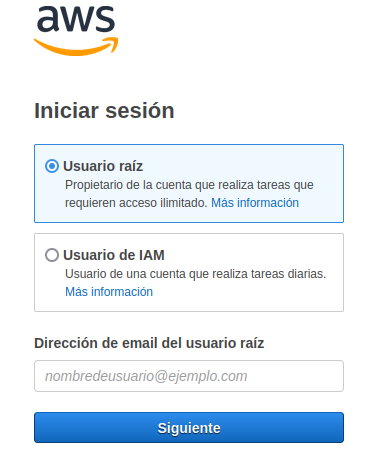 aws
Iniciar sesión
Usuario raíz
Propietario de la cuenta que realiza tareas que
requieren acceso ilimitado. Más información
Usuario de IAM
Usuario de una cuenta que realiza tareas diarias.
Más información
Dirección de email del usuario raíz
nombredeusuario@ejemplo.com
Siguiente